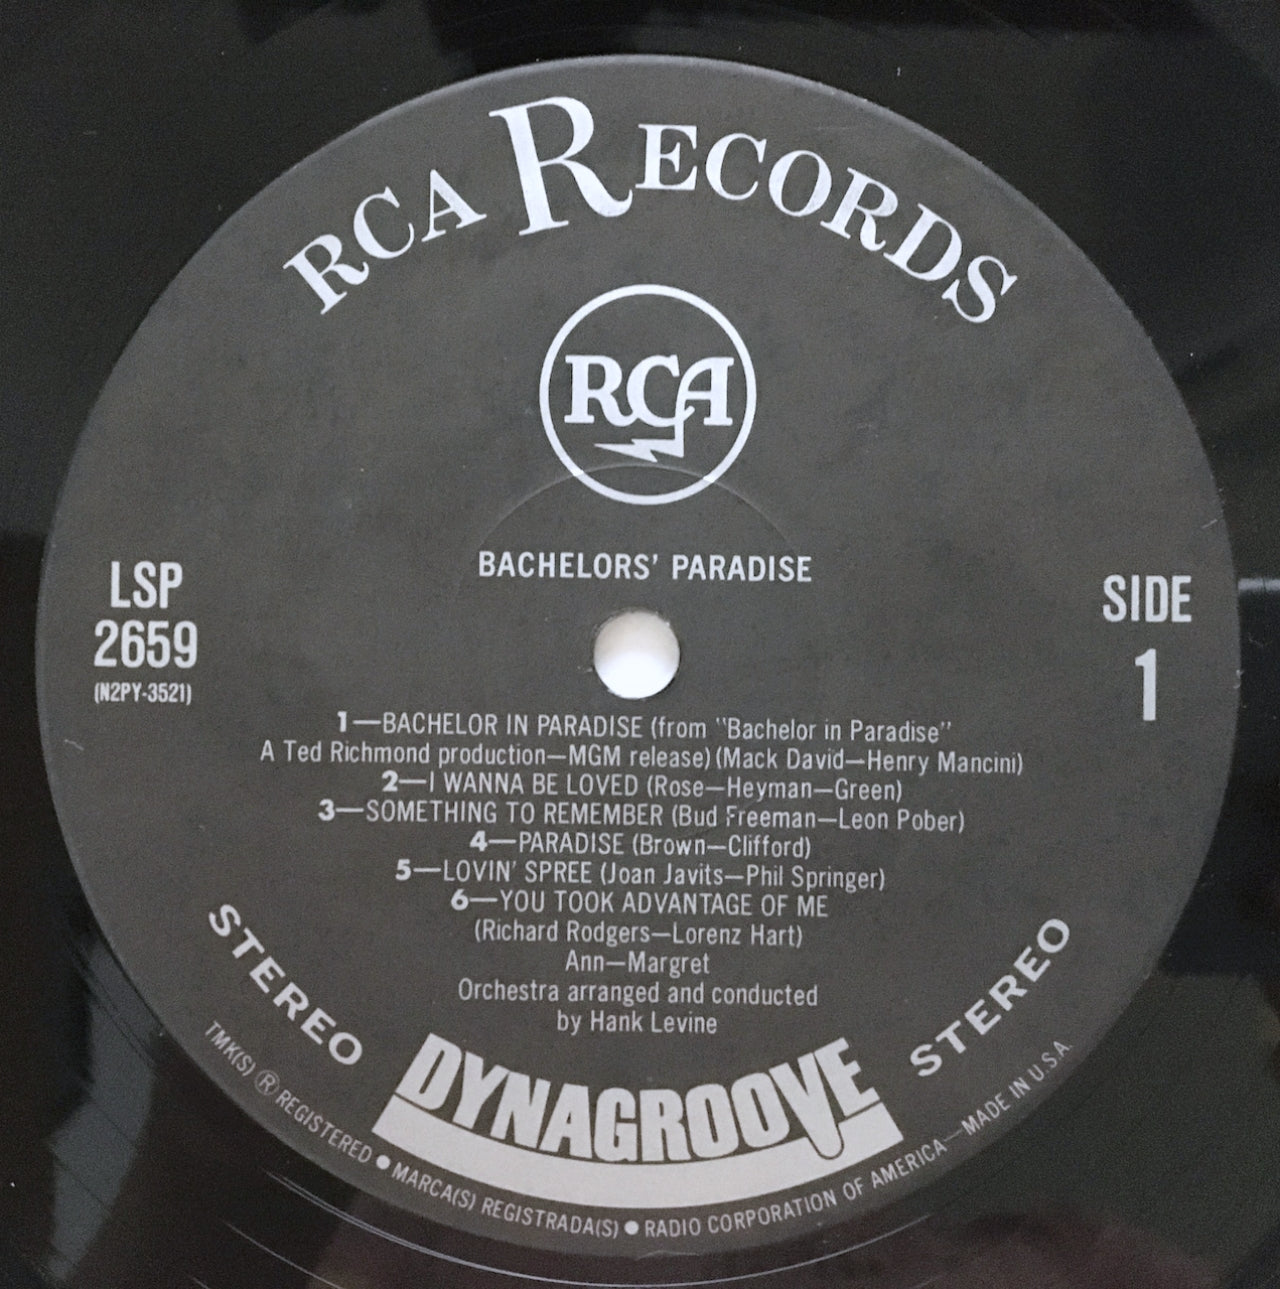 RCA RECORDS
RCA
BACHELORS' PARADISE
LSP
2659
(N2PY-3521)
SIDE
1
1—BACHELOR IN PARADISE (from "Bachelor in Paradise"
A Ted Richmond production—MGM release) (Mack David—Henry Mancini)
2—I WANNA BE LOVED (Rose—Heyman—Green)
3—SOMETHING TO REMEMBER (Bud Freeman—Leon Pober)
4—PARADISE (Brown—Clifford)
5—LOVIN' SPREE (Joan Javits—Phil Springer)
6—YOU TOOK ADVANTAGE OF ME
(Richard Rodgers—Lorenz Hart)
Ann—Margret
Orchestra arranged and conducted
by Hank Levine
STEREO
STEREO
DYNAGROOVE
TMK(S) ® REGISTERED ● MARCA(S) REGISTRADA(S) ● RADIO CORPORATION OF AMERICA—MADE IN U.S.A.